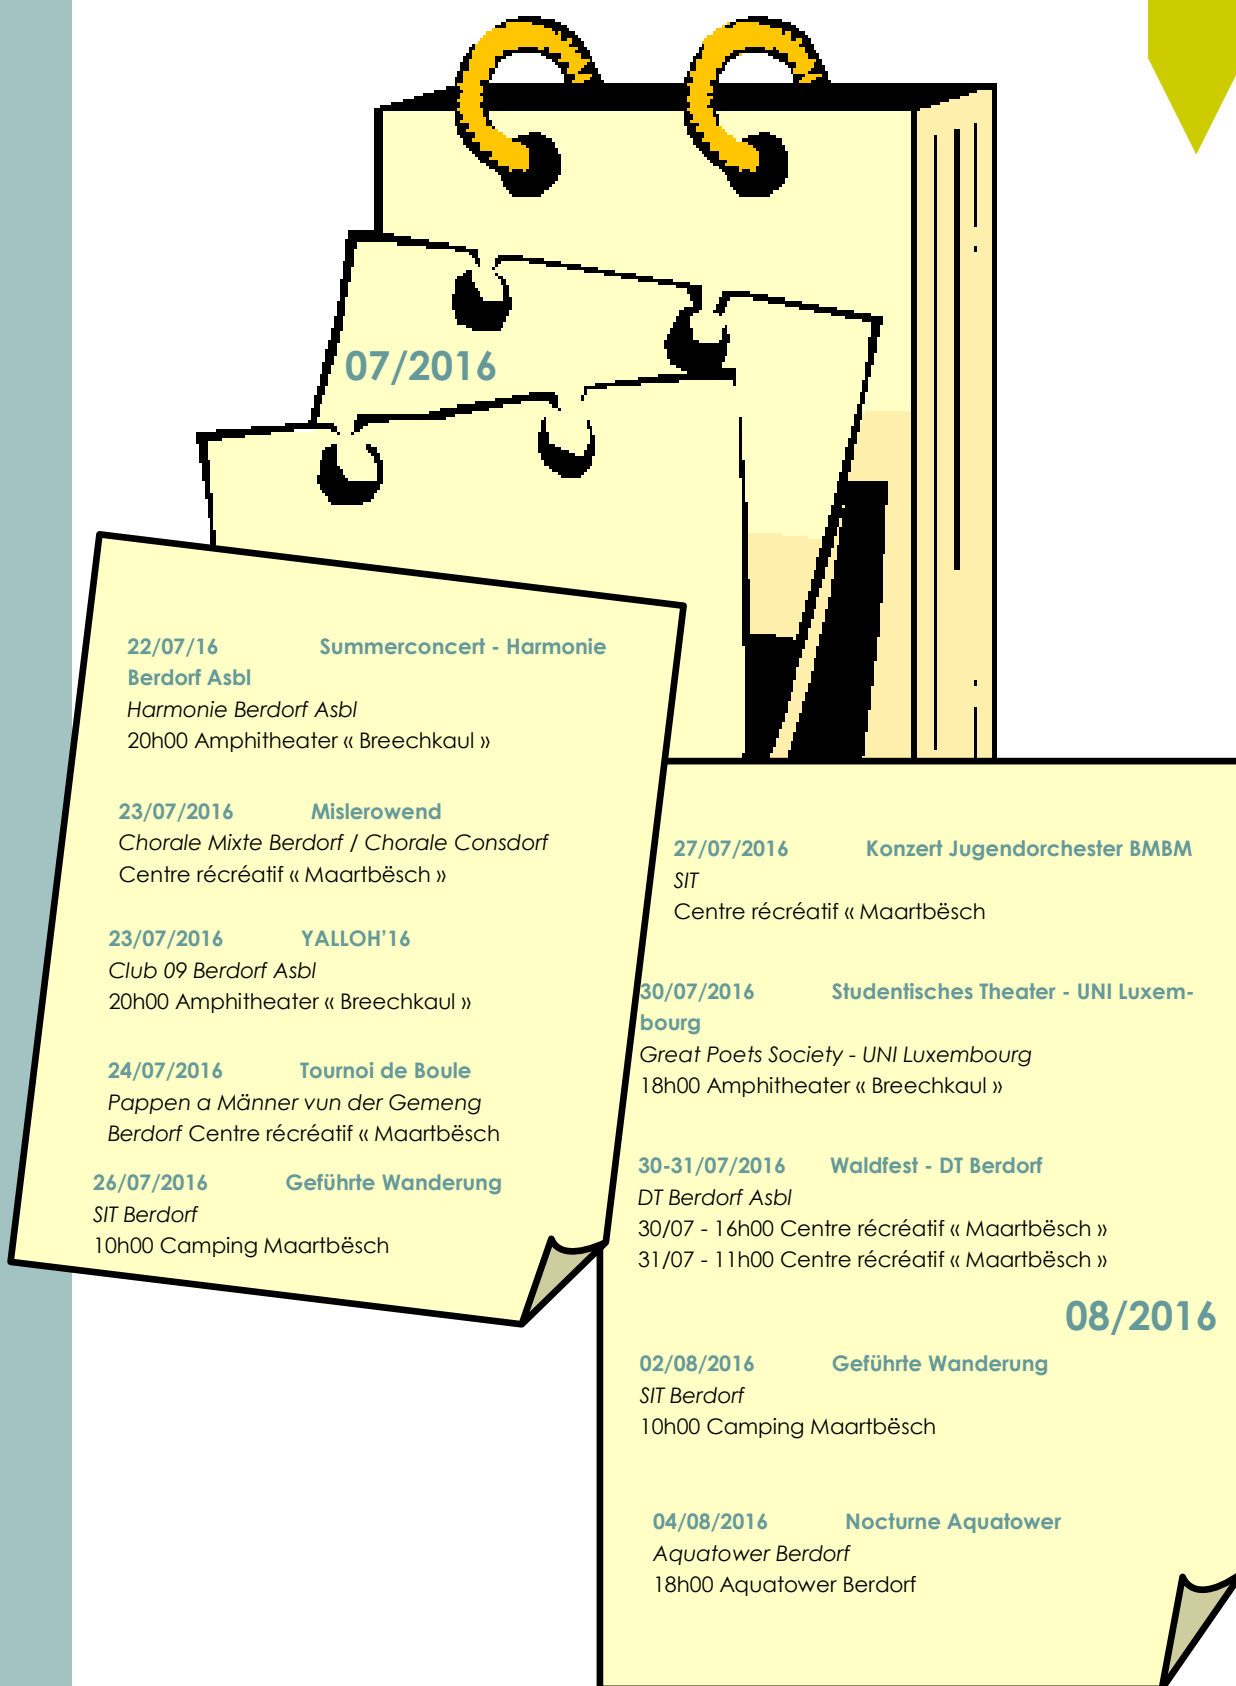 07/2016
22/07/16 Summerconcert - Harmonie
Berdorf Asbl
Harmonie Berdorf Asbl
20h00 Amphitheater « Breechkaul »
23/07/2016 Mislerowend
Chorale Mixte Berdorf / Chorale Consdorf
Centre récréatif « Maartbësch »
23/07/2016 YALLOH’16
Club 09 Berdorf Asbl
20h00 Amphitheater « Breechkaul »
24/07/2016 Tournoi de Boule
Pappen a Männer vun der Gemeng
Berdorf Centre récréatif « Maartbësch
26/07/2016 Geführte Wanderung
SIT Berdorf
10h00 Camping Maartbësch
27/07/2016 Konzert Jugendorchester BMBM
SIT
Centre récréatif « Maartbësch
30/07/2016 Studentisches Theater - UNI Luxem-
bourg
Great Poets Society - UNI Luxembourg
18h00 Amphitheater « Breechkaul »
30-31/07/2016 Waldfest - DT Berdorf
DT Berdorf Asbl
30/07 - 16h00 Centre récréatif « Maartbësch »
31/07 - 11h00 Centre récréatif « Maartbësch »
08/2016
02/08/2016 Geführte Wanderung
SIT Berdorf
10h00 Camping Maartbësch
04/08/2016 Nocturne Aquatower
Aquatower Berdorf
18h00 Aquatower Berdorf